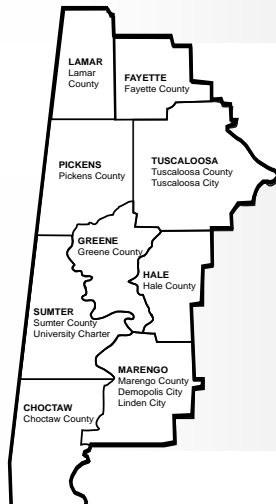 LAMAR
Lamar
County
FAYETTE
Fayette County
PICKENS
Pickens County
TUSCALOOSA
Tuscaloosa County
Tuscaloosa City
GREENE
Greene County
HALE
Hale County
SUMTER
Sumter County
University Charter
MARENGO
Marengo County
Demopolis City
Linden City
CHOCTAW
Choctaw County